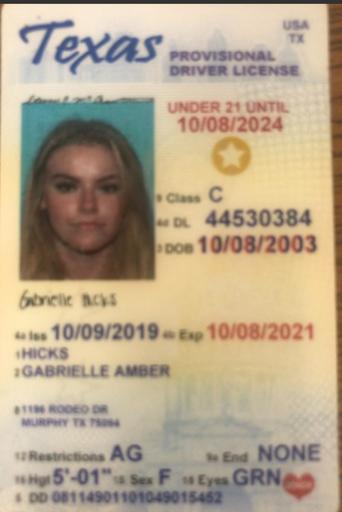 Texas
USA
TX
PROVISIONAL
DRIVER LICENSE
UNDER 21 UNTIL
10/08/2024
9 Class C
4d DL 44530384
3 DOB 10/08/2003
Gabrielle Hicks
4a Iss 10/09/2019 4b Exp 10/08/2021
1 HICKS
2 GABRIELLE AMBER
8 1196 RODEO DR
MURPHY TX 75094
12 Restrictions AG 9a End NONE
16 Hgt 5'-01" 15 Sex F 18 Eyes GRN
5 DD 08114901101049015452